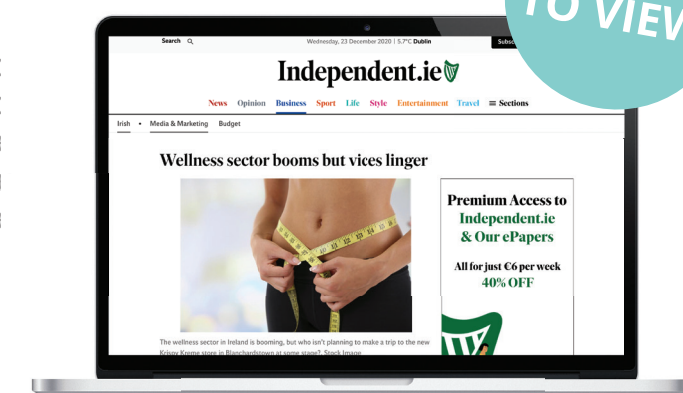 TO VIEW
Search
Wednesday, 23 December 2020 | 5.7°C Dublin
Subsc
Independent.ie
News Opinion Business Sport Life Style Entertainment Travel ≡ Sections
Irish • Media & Marketing Budget
Wellness sector booms but vices linger
Premium Access to
Independent.ie
& Our ePapers
All for just €6 per week
40% OFF
The wellness sector in Ireland is booming, but who isn't planning to make a trip to the new
Krispy Kreme store in Blanchardstown at some stage?. Stock Image